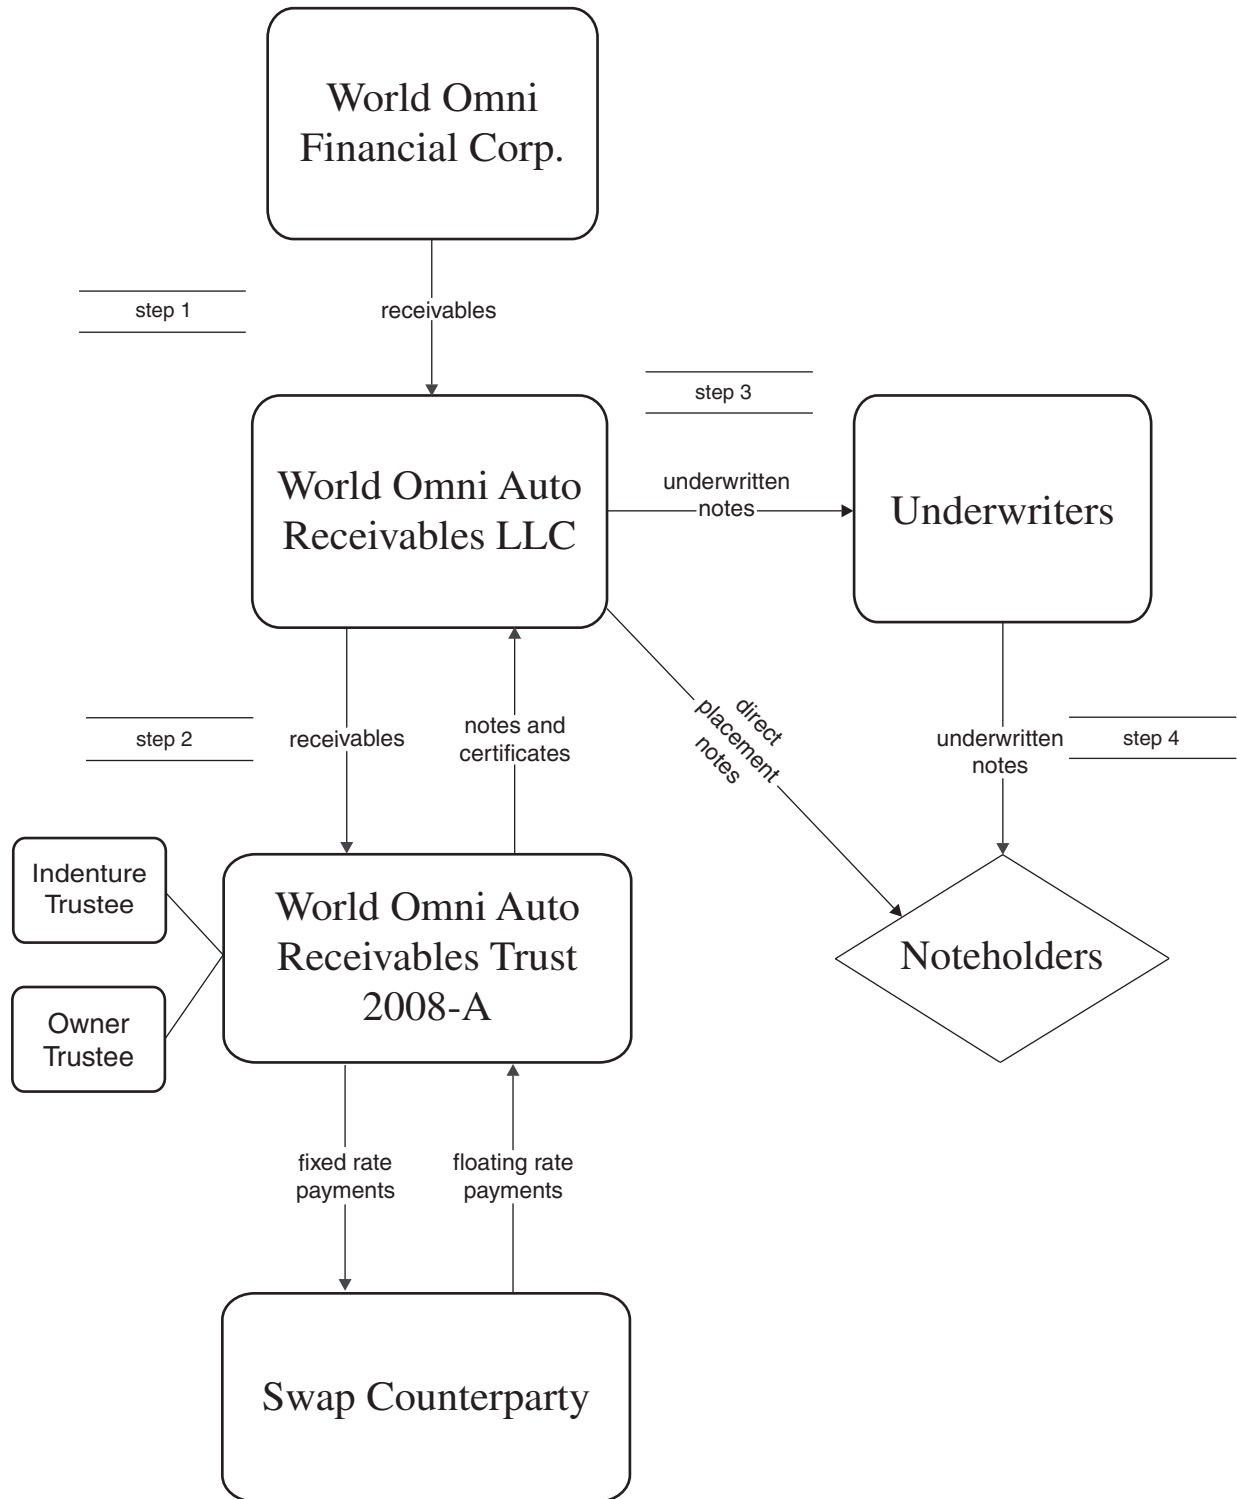 World Omni
Financial Corp.
step 1
receivables
step 3
World Omni Auto
Receivables LLC
underwritten
notes
Underwriters
step 2
receivables
notes and
certificates
direct
placement
notes
underwritten
notes
step 4
Indenture
Trustee
Owner
Trustee
World Omni Auto
Receivables Trust
2008-A
Noteholders
fixed rate
payments
floating rate
payments
Swap Counterparty